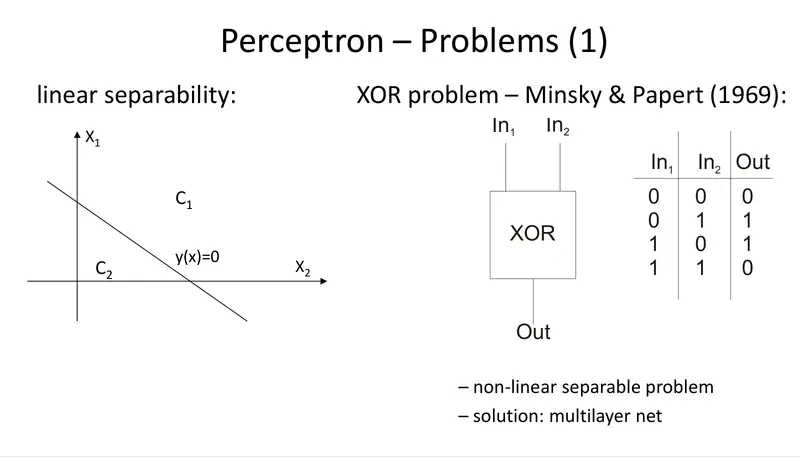 Perceptron – Problems (1)
linear separability:
X1
C1
y(x)=0
C2
X2
XOR problem – Minsky & Papert (1969):
In1 In2
XOR
Out
In1 In2 Out
0 0 0
0 1 1
1 0 1
1 1 0
– non-linear separable problem
– solution: multilayer net